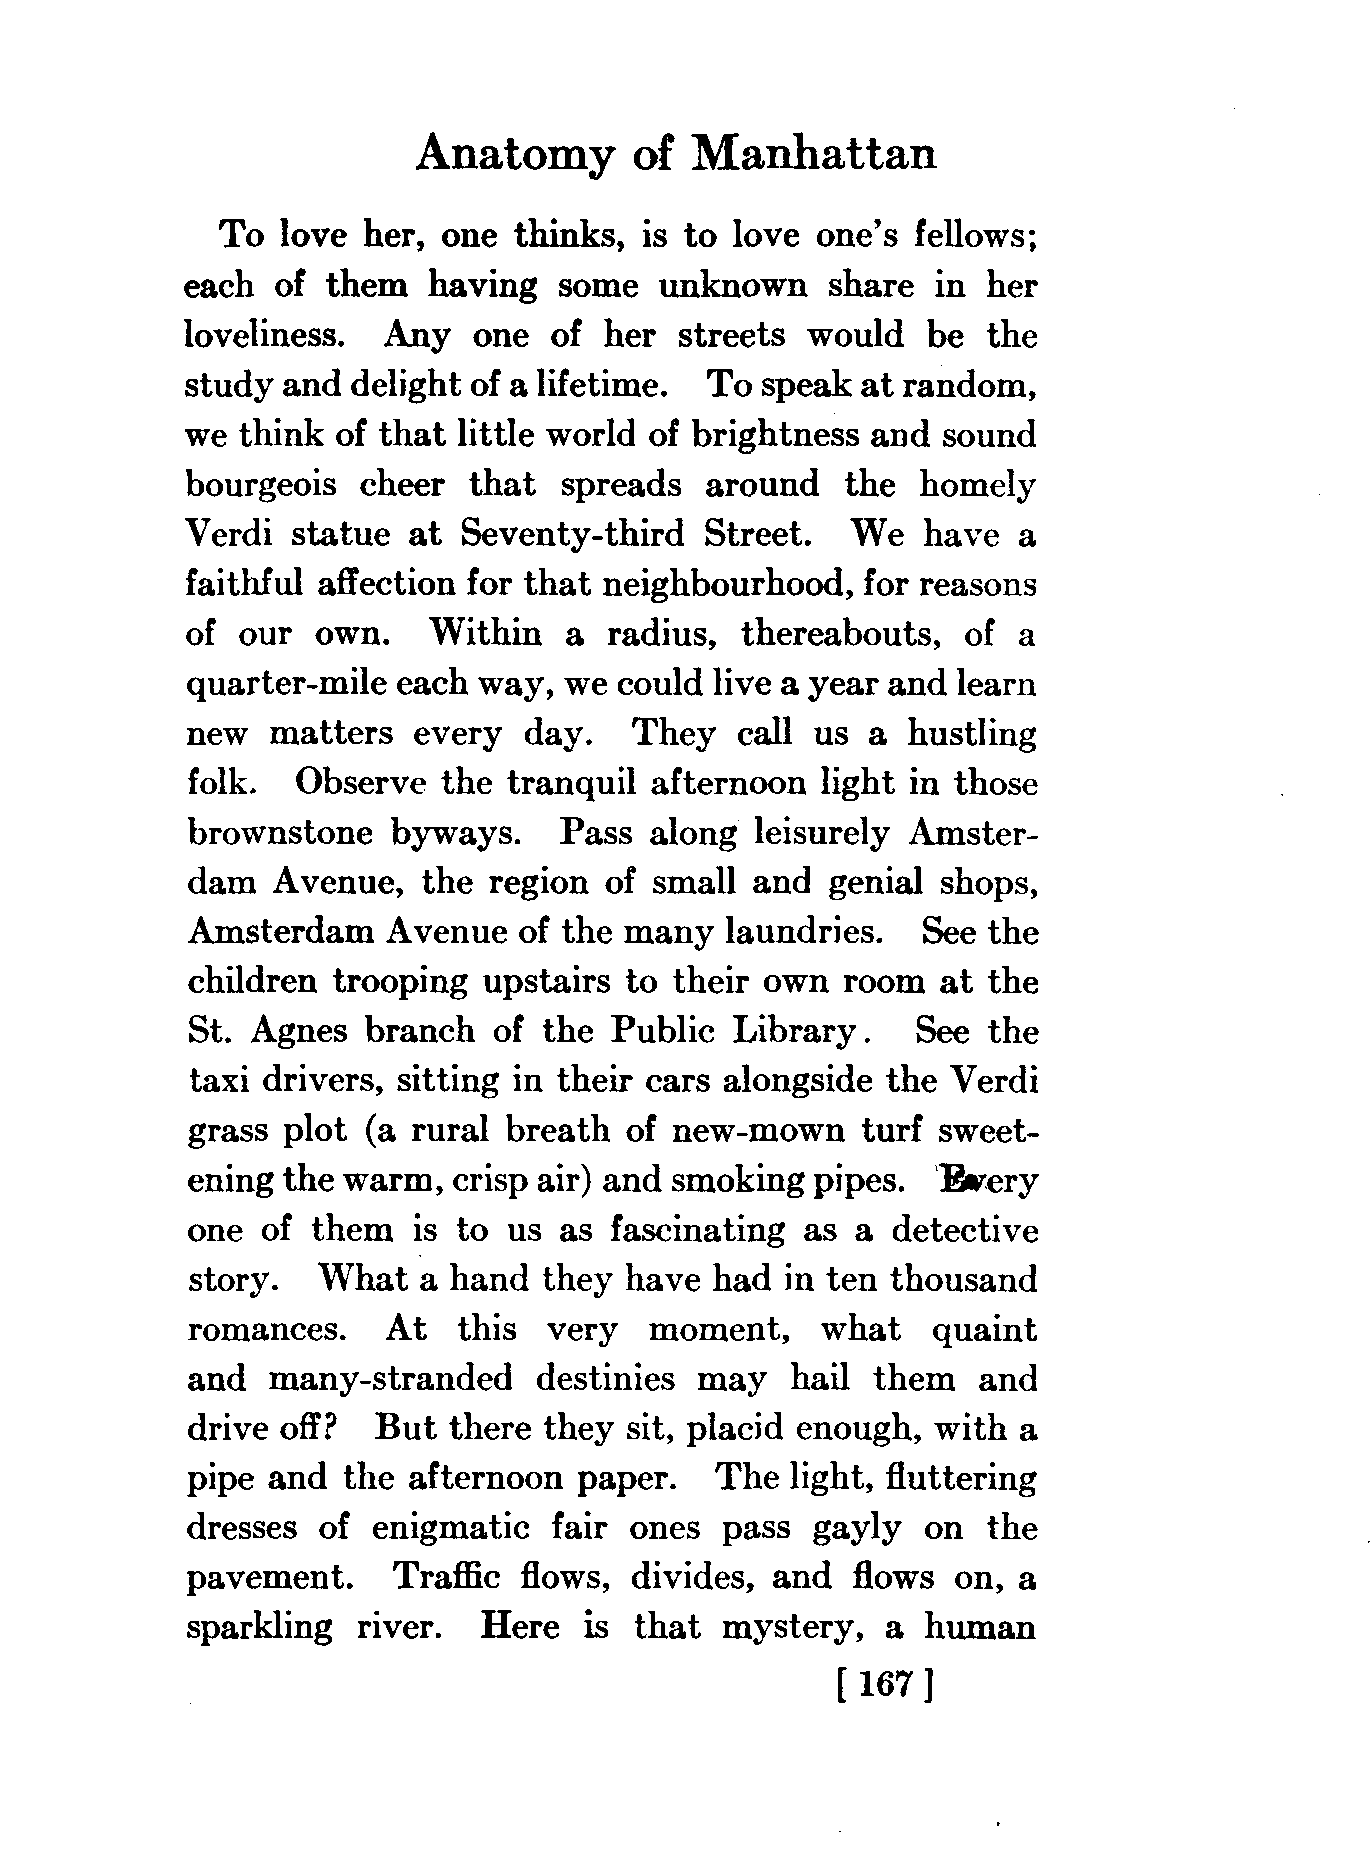 Anatomy of Manhattan
To love her, one thinks, is to love one's fellows;
each of them having some unknown share in her
loveliness. Any one of her streets would be the
study and delight of a lifetime. To speak at random,
we think of that little world of brightness and sound
bourgeois cheer that spreads around the homely
Verdi statue at Seventy-third Street. We have a
faithful affection for that neighbourhood, for reasons
of our own. Within a radius, thereabouts, of a
quarter-mile each way, we could live a year and learn
new matters every day. They call us a hustling
folk. Observe the tranquil afternoon light in those
brownstone byways. Pass along leisurely Amster-
dam Avenue, the region of small and genial shops,
Amsterdam Avenue of the many laundries. See the
children trooping upstairs to their own room at the
St. Agnes branch of the Public Library. See the
taxi drivers, sitting in their cars alongside the Verdi
grass plot (a rural breath of new-mown turf sweet-
ening the warm, crisp air) and smoking pipes. Every
one of them is to us as fascinating as a detective
story. What a hand they have had in ten thousand
romances. At this very moment, what quaint
and many-stranded destinies may hail them and
drive off? But there they sit, placid enough, with a
pipe and the afternoon paper. The light, fluttering
dresses of enigmatic fair ones pass gayly on the
pavement. Traffic flows, divides, and flows on, a
sparkling river. Here is that mystery, a human
[ 167 ]